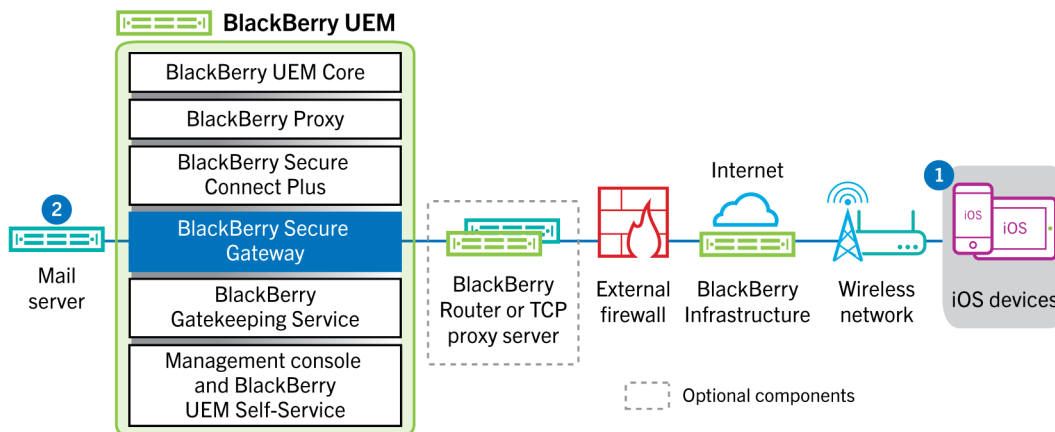 BlackBerry UEM
BlackBerry UEM Core
BlackBerry Proxy
BlackBerry Secure
Connect Plus
BlackBerry Secure
Gateway
BlackBerry
Gatekeeping Service
Management console
and BlackBerry
UEM Self-Service
2
Mail
server
BlackBerry
Router or TCP
proxy server
External
firewall
Internet
BlackBerry
Infrastructure
Wireless
network
1
iOS
iOS
iOS devices
Optional components